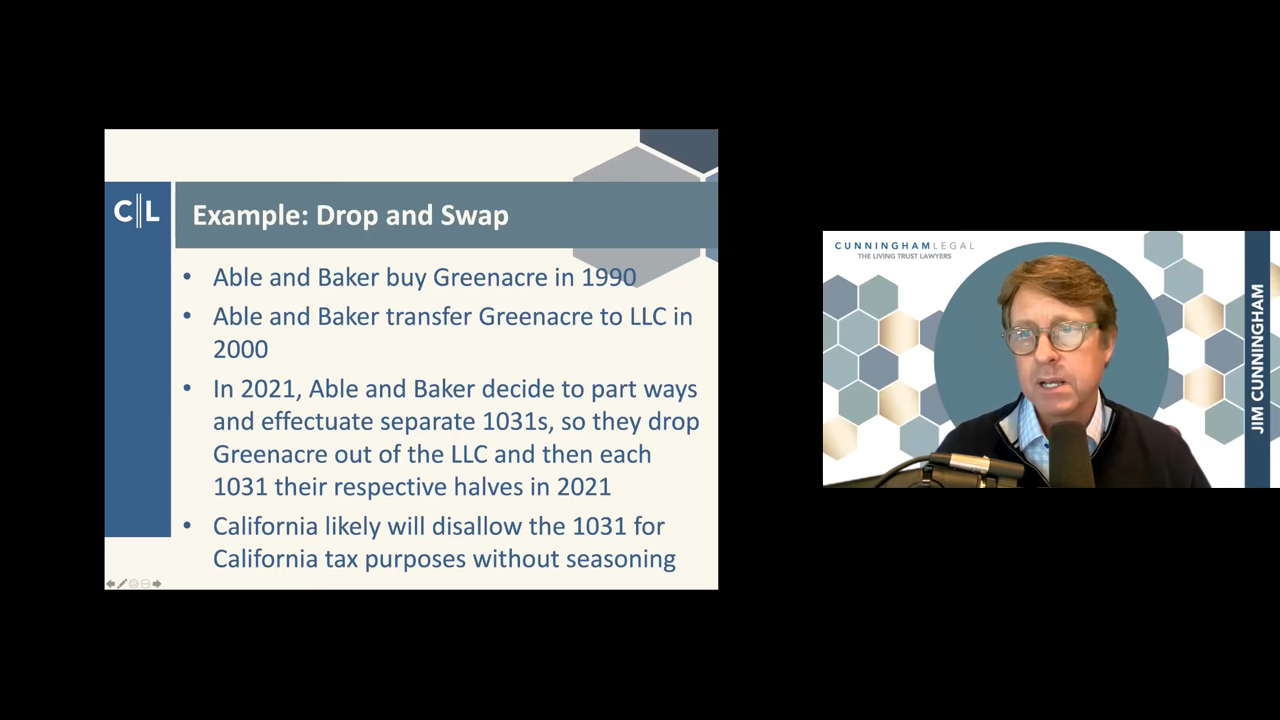 C||L
Example: Drop and Swap
• Able and Baker buy Greenacre in 1990
• Able and Baker transfer Greenacre to LLC in
2000
• In 2021, Able and Baker decide to part ways
and effectuate separate 1031s, so they drop
Greenacre out of the LLC and then each
1031 their respective halves in 2021
• California likely will disallow the 1031 for
California tax purposes without seasoning
CUNNINGHAMLEGAL
THE LIVING TRUST LAWYERS
JIM CUNNINGHAM